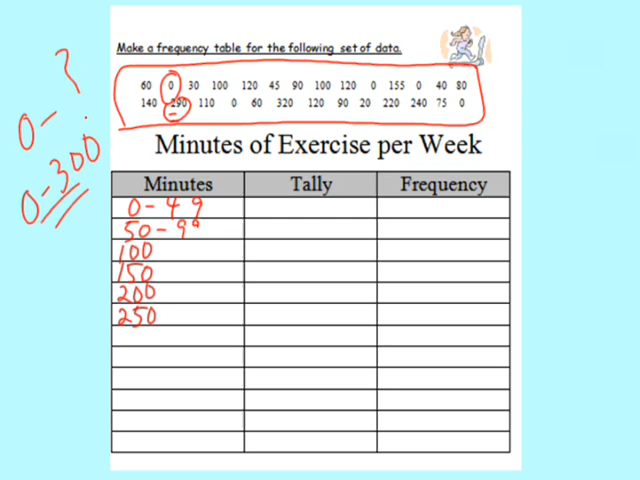 Make a frequency table for the following set of data.
60 0 30 100 120 45 90 100 120 0 155 0 40 80
140 290 110 0 60 320 120 90 20 220 240 75 0
0 - ?
0 - 300
Minutes of Exercise per Week
Minutes Tally Frequency
0 - 49
50 - 99
100
150
200
250